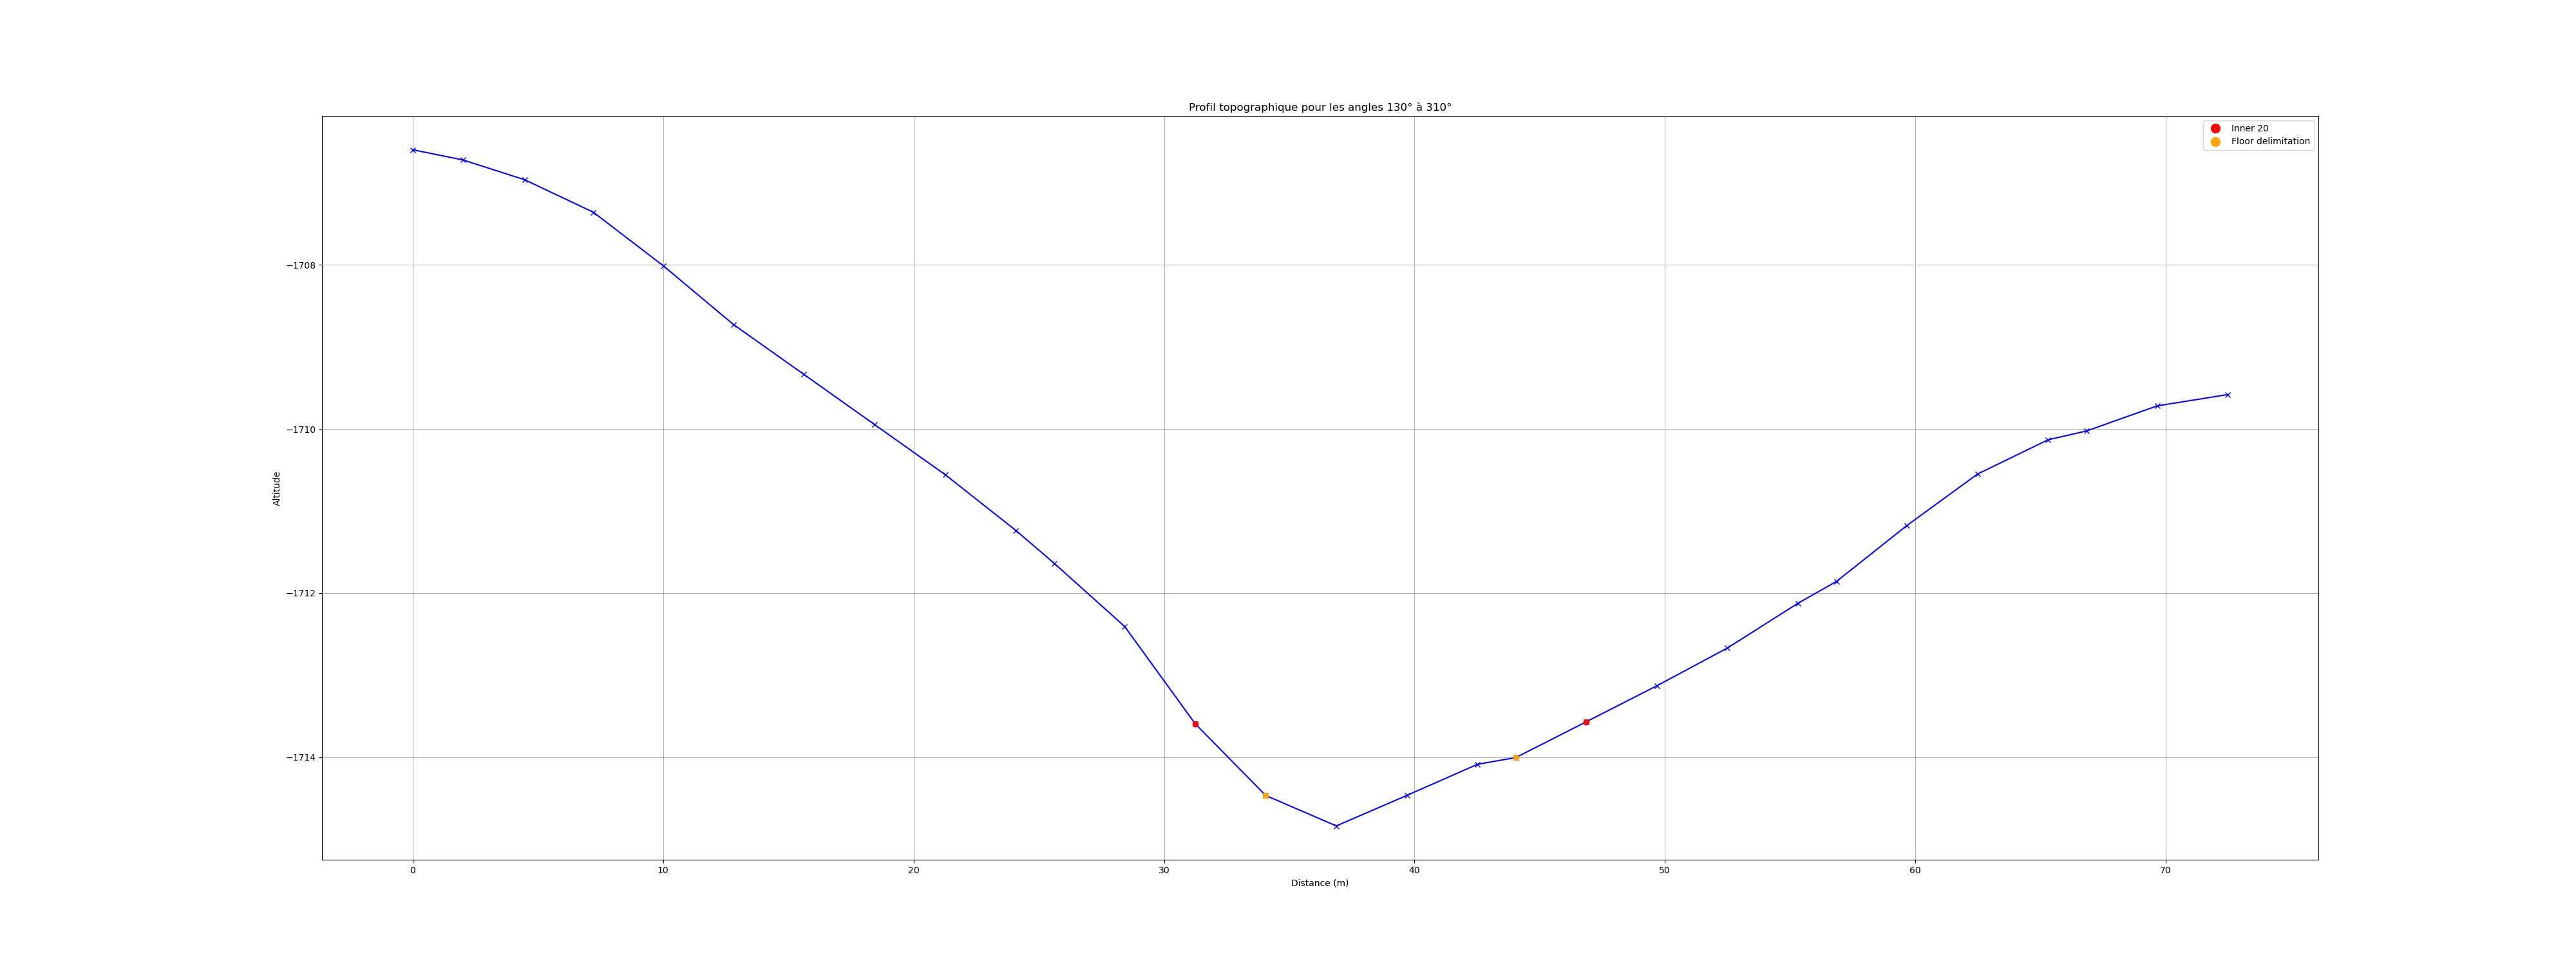 Profil topographique pour les angles 130° à 310°
Inner 20
Floor delimitation
−1708
−1710
−1712
−1714
Altitude
0 10 20 30 40 50 60 70
Distance (m)